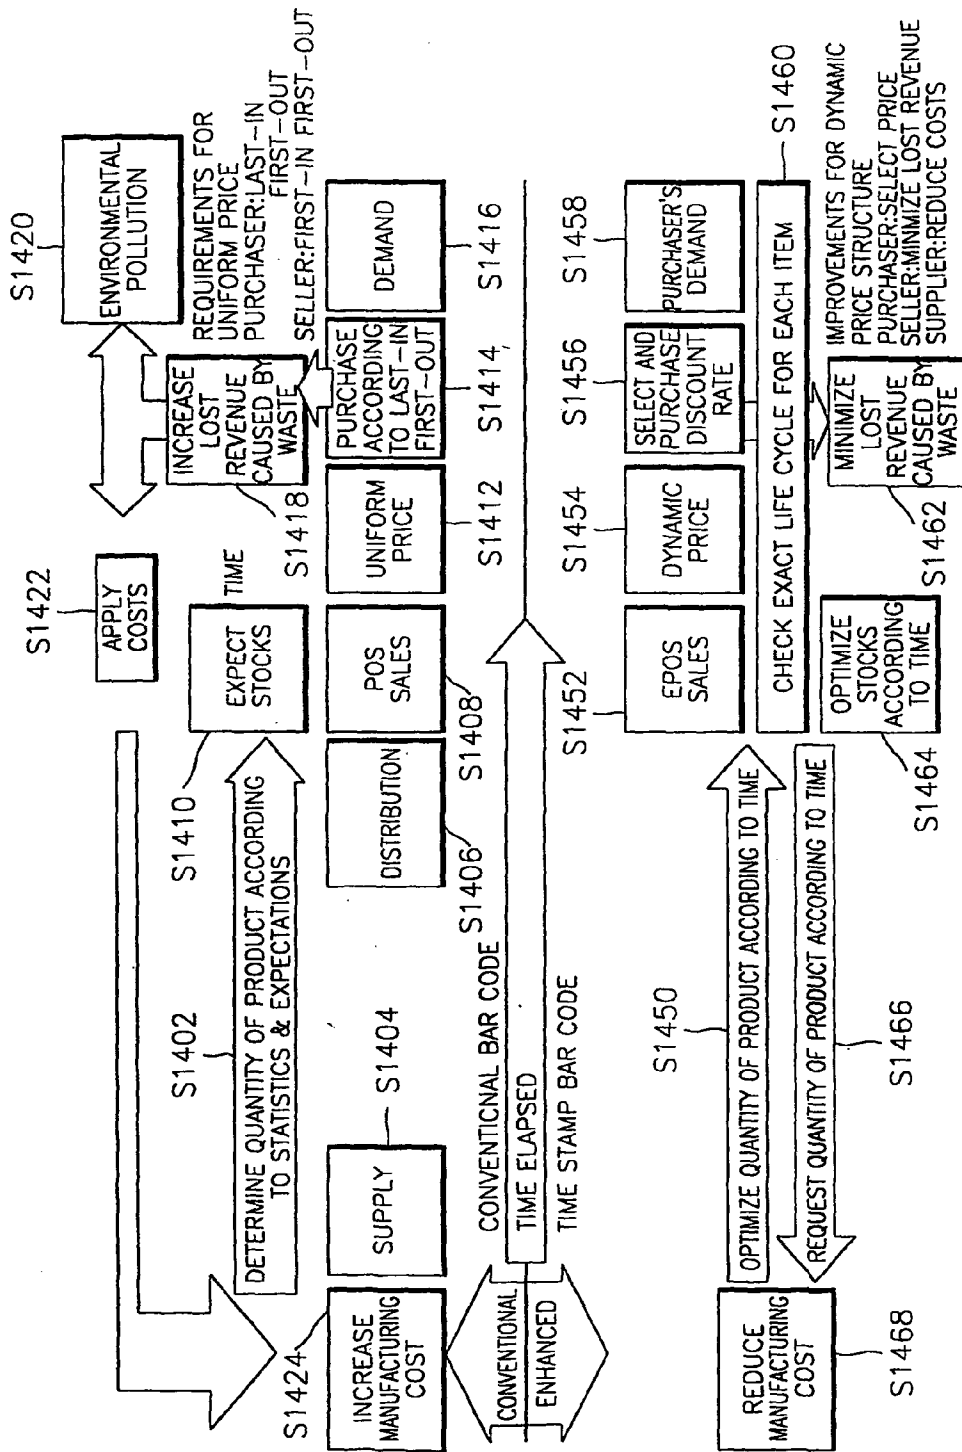 S1420
ENVIRONMENTAL
POLLUTION
S1422
APPLY
COSTS
REQUIREMENTS FOR
UNIFORM PRICE
PURCHASER:LAST-IN
FIRST-OUT
SELLER:FIRST-IN FIRST-OUT
INCREASE
LOST
REVENUE
CAUSED BY
WASTE
S1418
TIME
EXPECT
STOCKS
S1410
S1402
DETERMINE QUANTITY OF PRODUCT ACCORDING
TO STATISTICS & EXPECTATIONS
S1424
INCREASE
MANUFACTURING
COST
SUPPLY
S1404
DISTRIBUTION
S1406
POS
SALES
S1408
UNIFORM
PRICE
S1412
PURCHASE
ACCORDING
TO LAST-IN
FIRST-OUT
S1414
DEMAND
S1416
CONVENTIONAL BAR CODE
TIME ELAPSED
TIME STAMP BAR CODE
CONVENTIONAL
ENHANCED
S1452
EPOS
SALES
S1454
DYNAMIC
PRICE
S1456
SELECT AND
PURCHASE
DISCOUNT
RATE
S1458
PURCHASER'S
DEMAND
S1450
OPTIMIZE QUANTITY OF PRODUCT ACCORDING TO TIME
CHECK EXACT LIFE CYCLE FOR EACH ITEM
S1460
REQUEST QUANTITY OF PRODUCT ACCORDING TO TIME
S1466
REDUCE
MANUFACTURING
COST
S1468
OPTIMIZE
STOCKS
ACCORDING
TO TIME
S1464
MINIMIZE
LOST
REVENUE
CAUSED BY
WASTE
S1462
IMPROVEMENTS FOR DYNAMIC
PRICE STRUCTURE
PURCHASER:SELECT PRICE
SELLER:MINMIZE LOST REVENUE
SUPPLIER:REDUCE COSTS